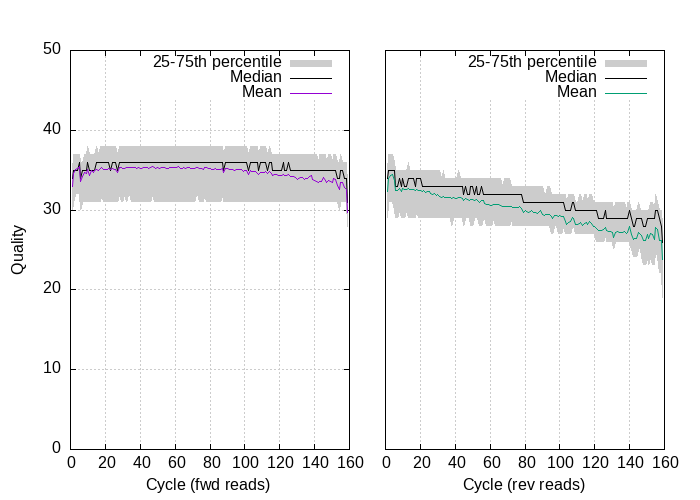 50
40
30
20
10
0
Quality
25-75th percentile
Median
Mean
0 20 40 60 80 100 120 140 160
Cycle (fwd reads)
25-75th percentile
Median
Mean
0 20 40 60 80 100 120 140 160
Cycle (rev reads)